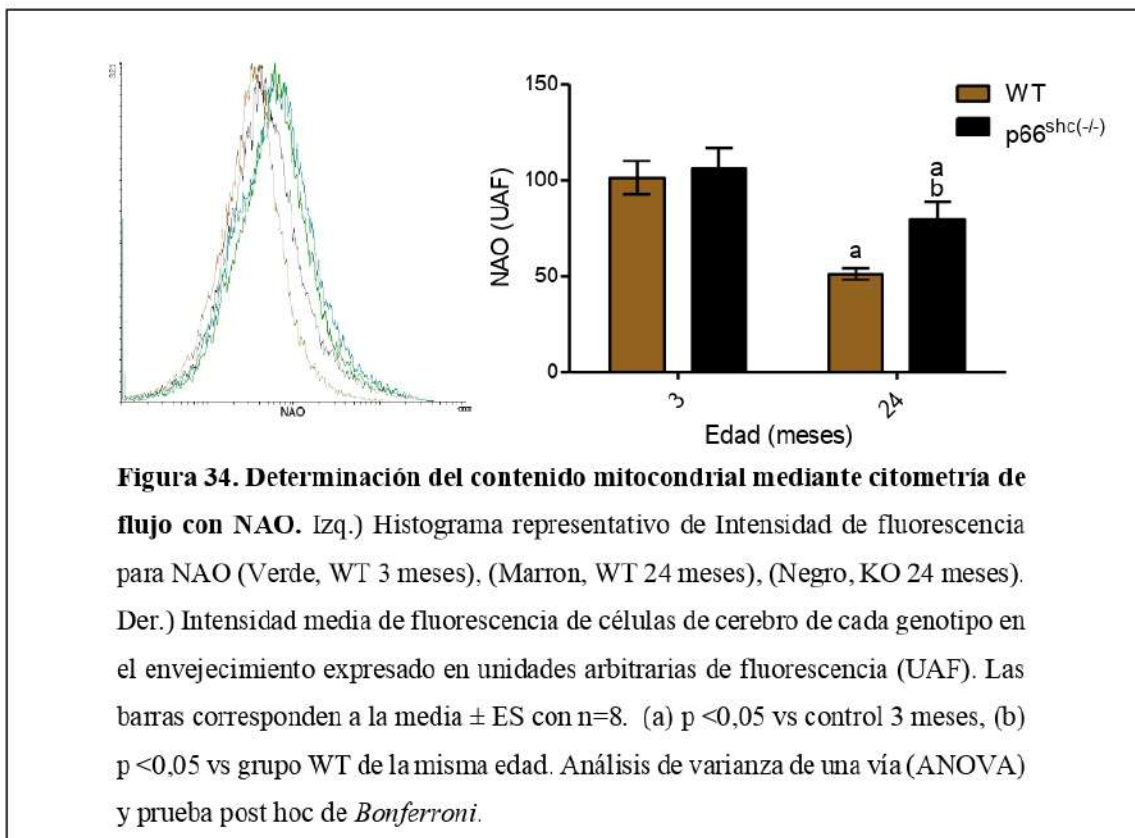 321
NAO
NAO (UAF)
150
100
50
0
a
a
b
3
24
Edad (meses)
WT
p66shc(-/-)
Figura 34. Determinación del contenido mitocondrial mediante citometría de
flujo con NAO. Izq.) Histograma representativo de Intensidad de fluorescencia
para NAO (Verde, WT 3 meses), (Marron, WT 24 meses), (Negro, KO 24 meses).
Der.) Intensidad media de fluorescencia de células de cerebro de cada genotipo en
el envejecimiento expresado en unidades arbitrarias de fluorescencia (UAF). Las
barras corresponden a la media ± ES con n=8. (a) p <0,05 vs control 3 meses, (b)
p <0,05 vs grupo WT de la misma edad. Análisis de varianza de una vía (ANOVA)
y prueba post hoc de Bonferroni.